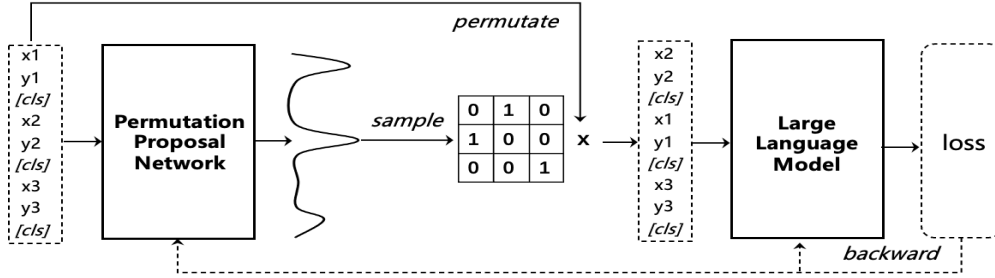 permutate
x1
y1
[cls]
x2
y2
[cls]
x3
y3
[cls]
Permutation
Proposal
Network
sample
0 1 0
1 0 0
0 0 1
x
x2
y2
[cls]
x1
y1
[cls]
x3
y3
[cls]
Large
Language
Model
loss
backward